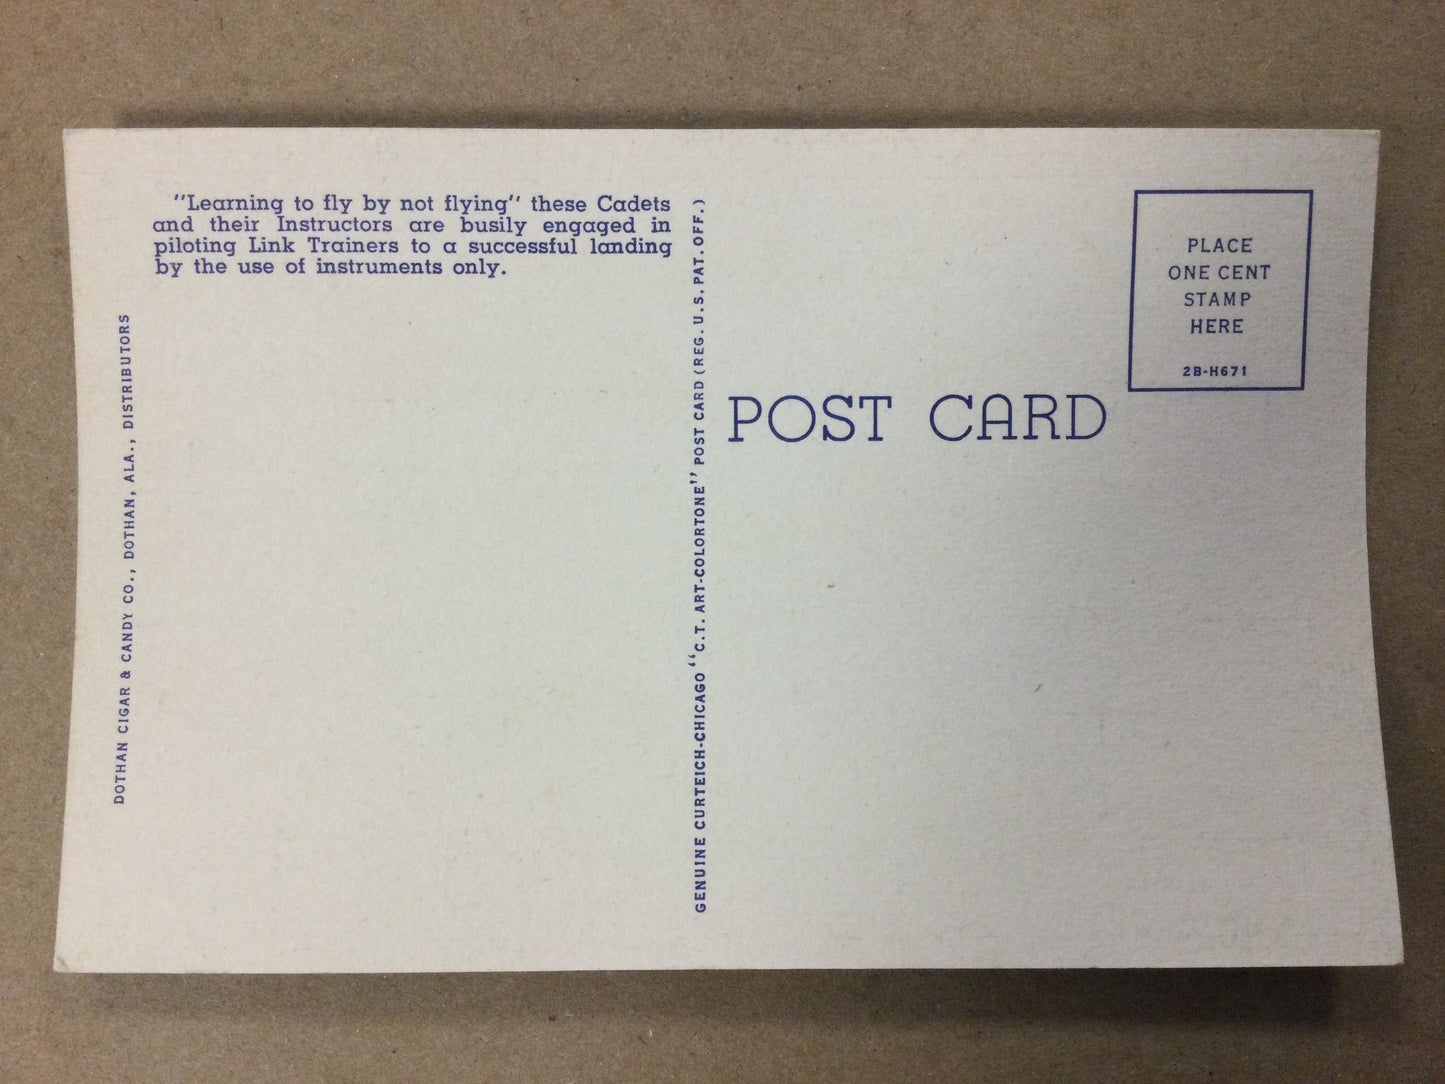 "Learning to fly by not flying" these Cadets
and their Instructors are busily engaged in
piloting Link Trainers to a successful landing
by the use of instruments only.
DOTHAN CIGAR & CANDY CO., DOTHAN, ALA., DISTRIBUTORS
GENUINE CURTEICH-CHICAGO "C.T. ART-COLORTONE" POST CARD (REG. U.S. PAT. OFF.)
POST CARD
PLACE
ONE CENT
STAMP
HERE
2B-H671